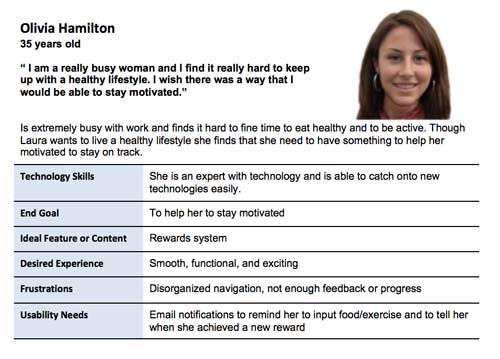 Olivia Hamilton
35 years old
“ I am a really busy woman and I find it really hard to keep
up with a healthy lifestyle. I wish there was a way that I
would be able to stay motivated.”
Is extremely busy with work and finds it hard to fine time to eat healthy and to be active. Though
Laura wants to live a healthy lifestyle she finds that she need to have something to help her
motivated to stay on track.
Technology Skills She is an expert with technology and is able to catch onto new
technologies easily.
End Goal To help her to stay motivated
Ideal Feature or Content Rewards system
Desired Experience Smooth, functional, and exciting
Frustrations Disorganized navigation, not enough feedback or progress
Usability Needs Email notifications to remind her to input food/exercise and to tell her
when she achieved a new reward